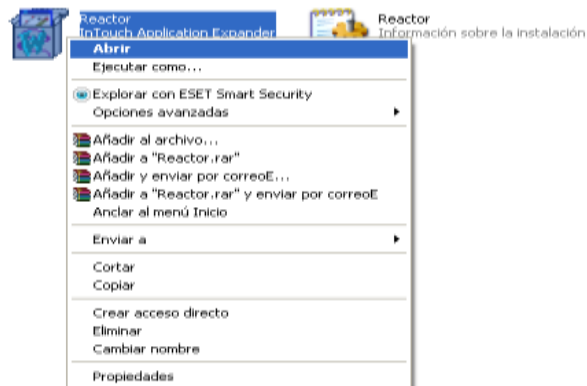 Reactor
InTouch Application Expander
Reactor
Información sobre la instalación
Abrir
Ejecutar como...
Explorar con ESET Smart Security
Opciones avanzadas
Añadir al archivo...
Añadir a "Reactor.rar"
Añadir y enviar por correoE...
Añadir a "Reactor.rar" y enviar por correoE
Anclar al menú Inicio
Enviar a
Cortar
Copiar
Crear acceso directo
Eliminar
Cambiar nombre
Propiedades